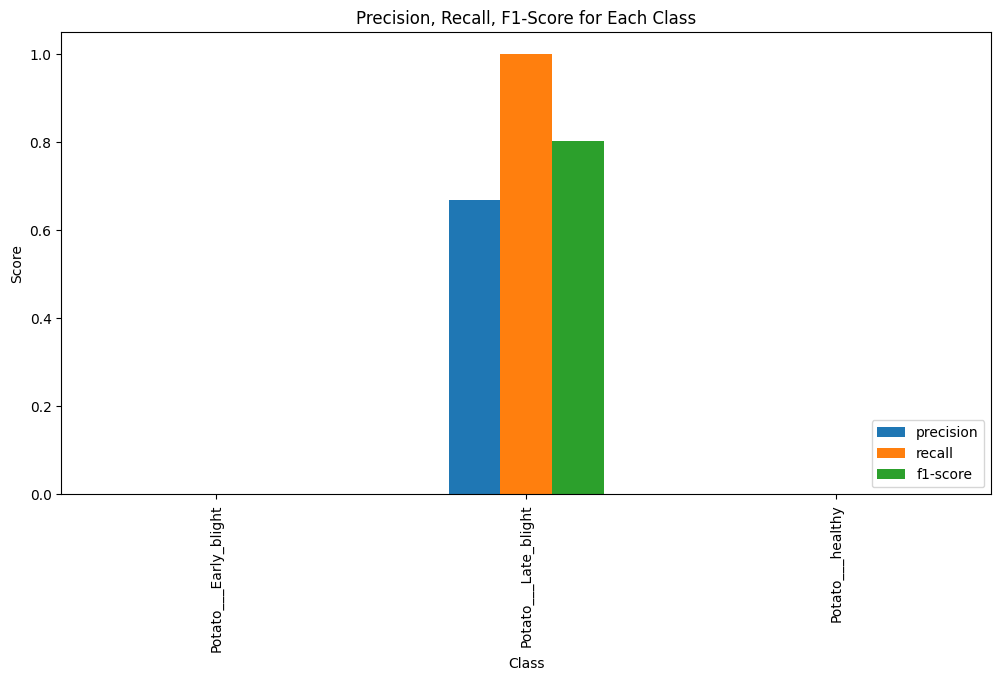 Precision, Recall, F1-Score for Each Class
Score
1.0
0.8
0.6
0.4
0.2
0.0
precision
recall
f1-score
Potato___Early_blight
Potato___Late_blight
Potato___healthy
Class